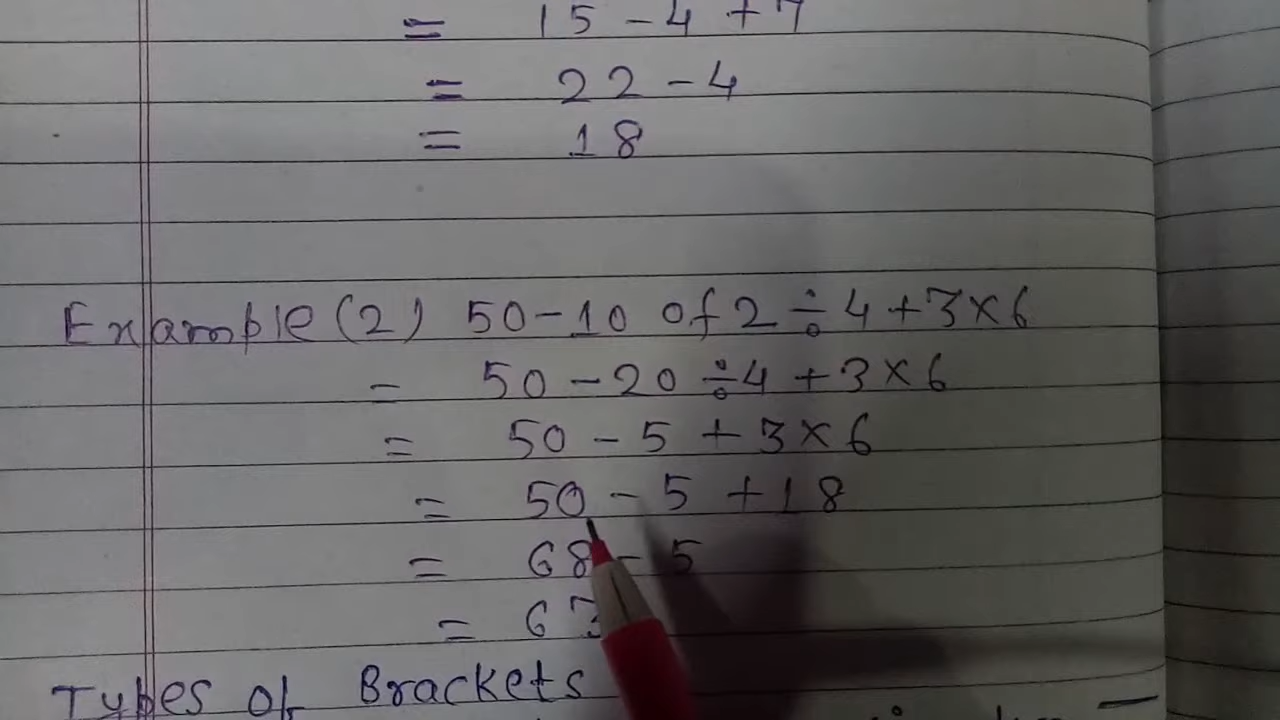 = 15 - 4 + 7
= 22 - 4
= 18
Example (2) 50 - 10 of 2 ÷ 4 + 3 × 6
= 50 - 20 ÷ 4 + 3 × 6
= 50 - 5 + 3 × 6
= 50 - 5 + 18
= 68 - 5
= 63
Types of Brackets